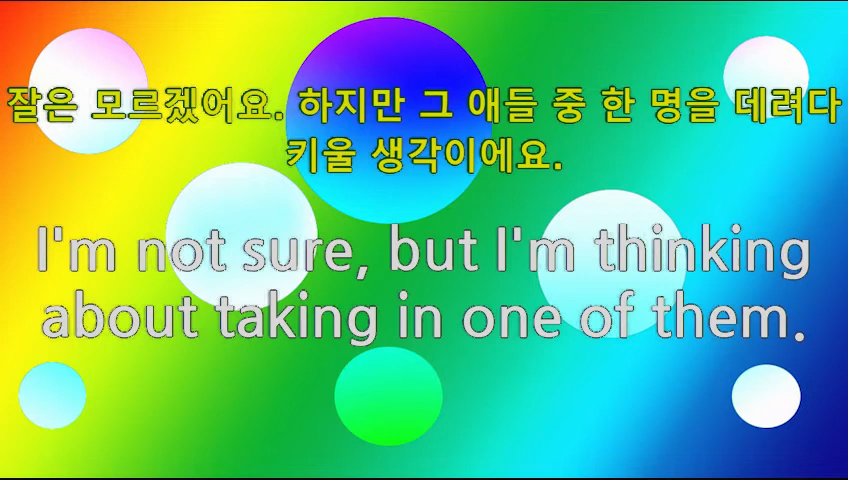 잘은 모르겠어요. 하지만 그 애들 중 한 명을 데려다
키울 생각이에요.
I'm not sure, but I'm thinking
about taking in one of them.